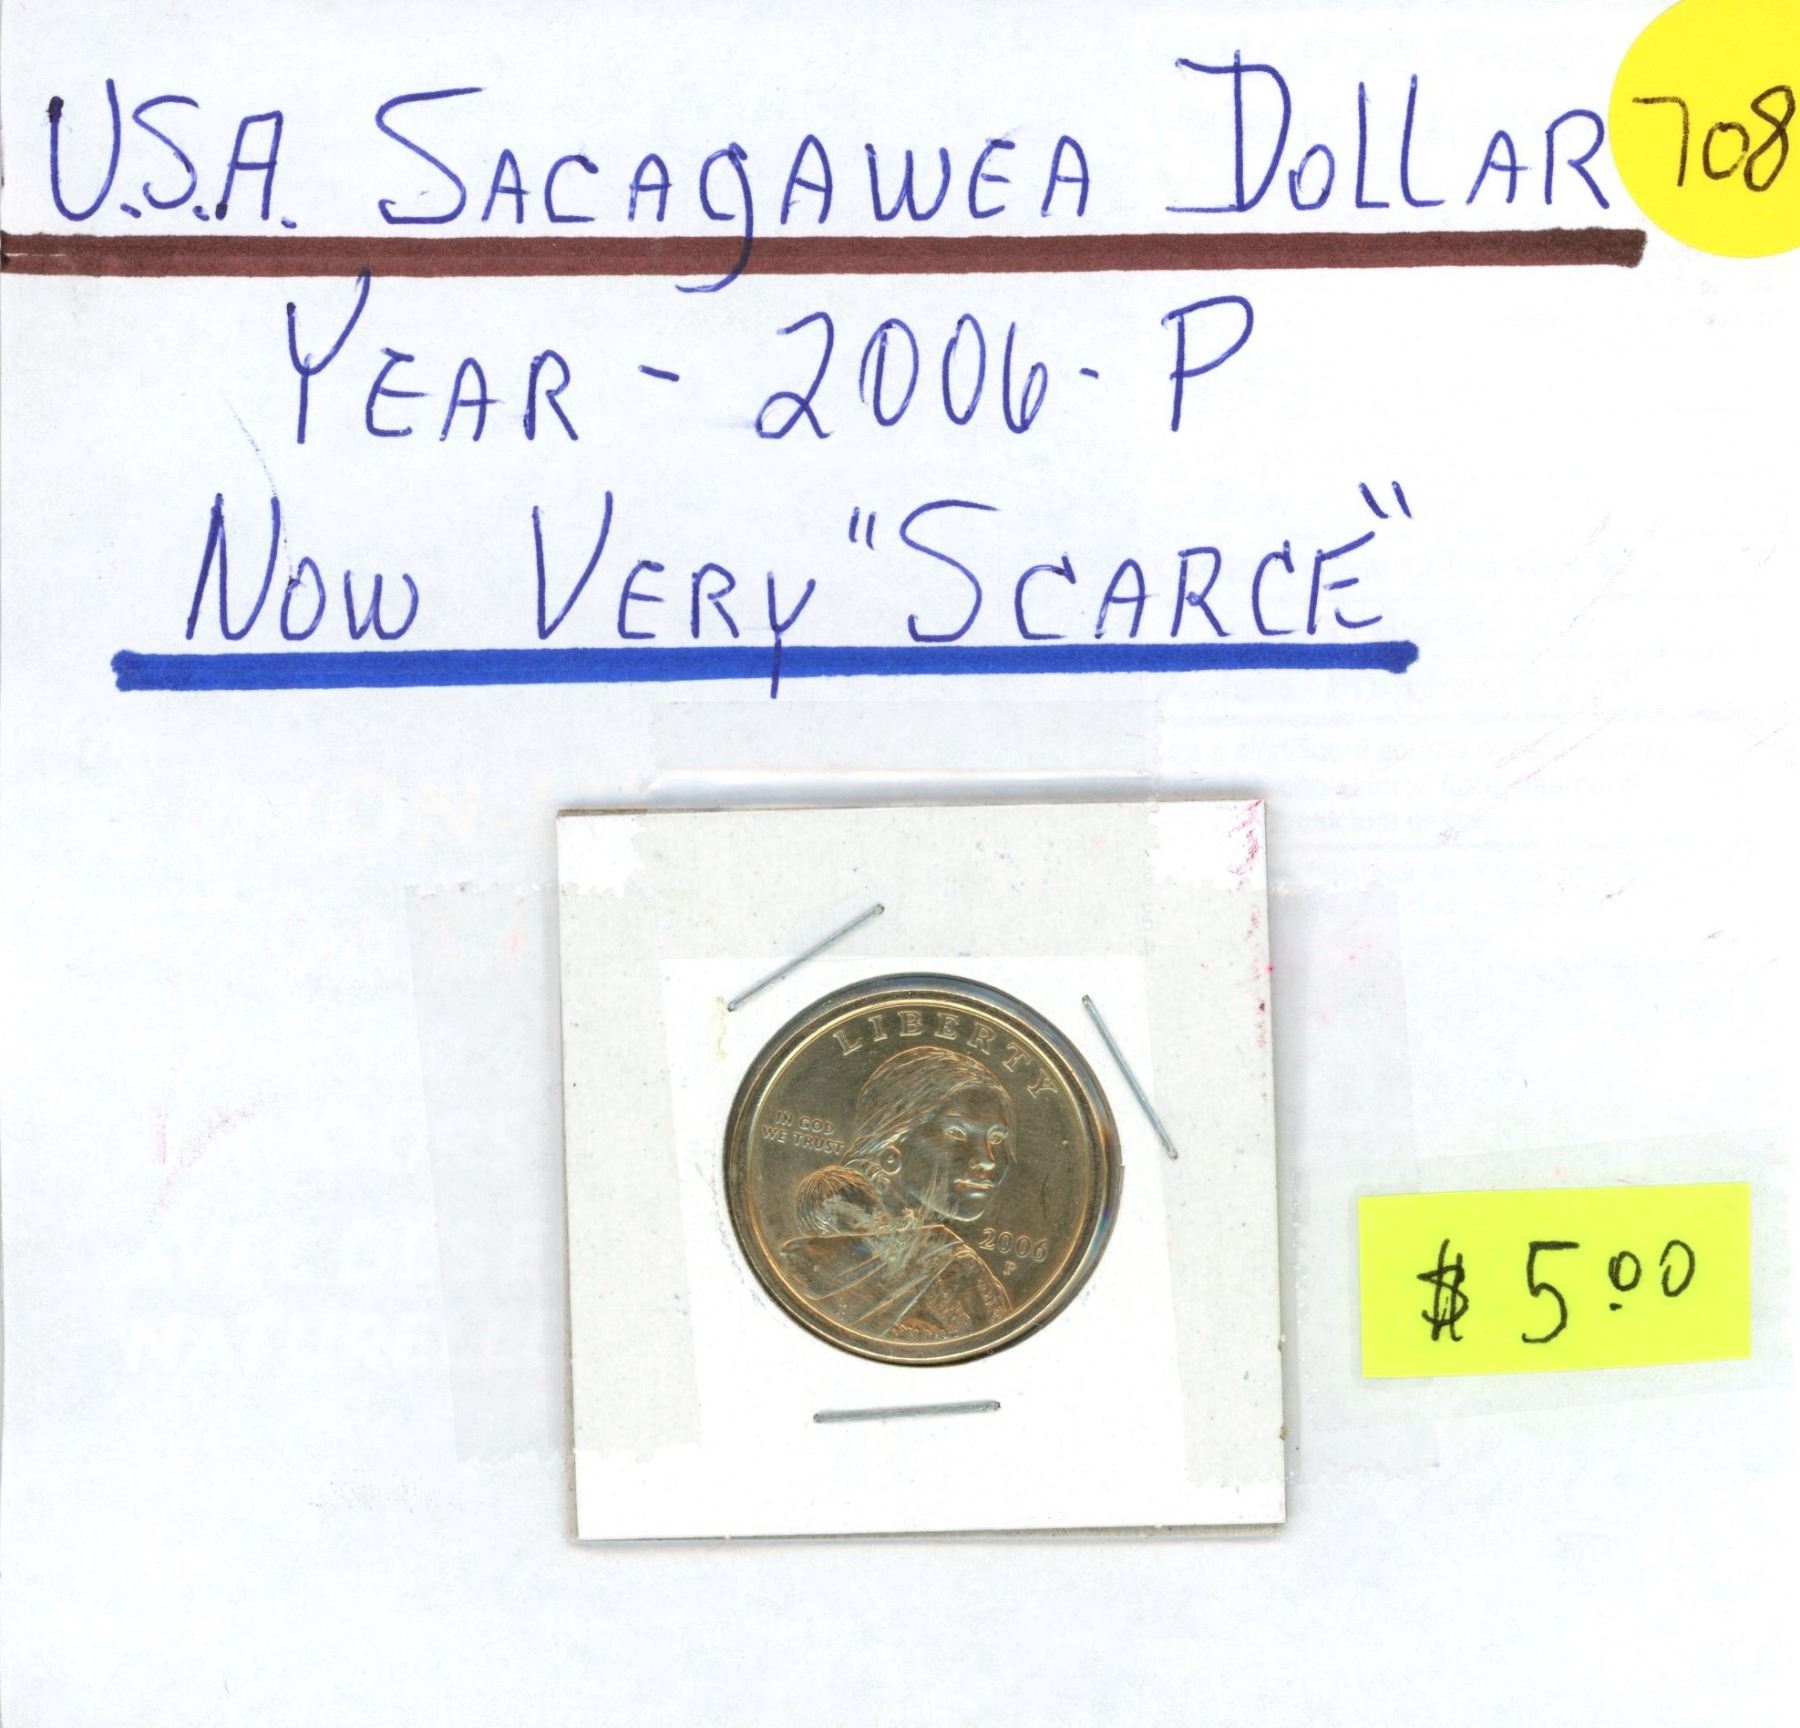 U.S.A. SACAGAWEA DOLLAR
708
YEAR - 2006 - P
NOW VERY "SCARCE"
LIBERTY
IN GOD
WE TRUST
2006
P
$ 5.00